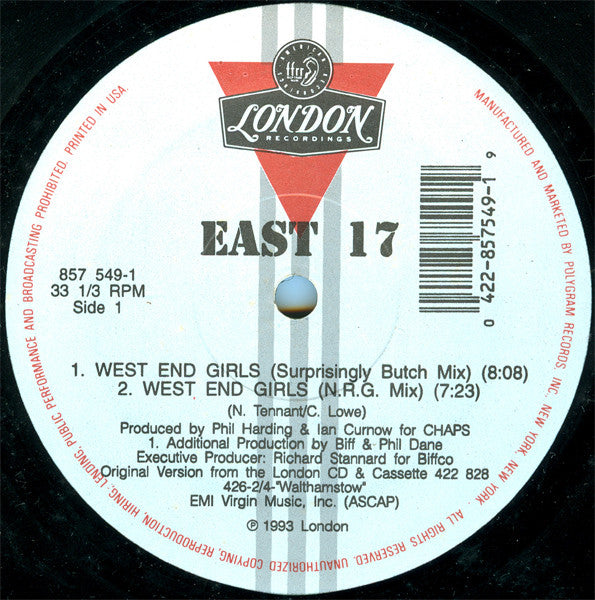 AMERICAN RECORDINGS
ffrr
LONDON
RECORDINGS
EAST 17
857 549-1
33 1/3 RPM
Side 1
0 422-857549-1 9
1. WEST END GIRLS (Surprisingly Butch Mix) (8:08)
2. WEST END GIRLS (N.R.G. Mix) (7:23)
(N. Tennant/C. Lowe)
Produced by Phil Harding & Ian Curnow for CHAPS
1. Additional Production by Biff & Phil Dane
Executive Producer: Richard Stannard for Biffco
Original Version from the London CD & Cassette 422 828
426-2/4-"Walthamstow"
EMI Virgin Music, Inc. (ASCAP)
℗ 1993 London
MANUFACTURED AND MARKETED BY POLYGRAM RECORDS, INC., NEW YORK, NEW YORK. ALL RIGHTS RESERVED. UNAUTHORIZED COPYING, REPRODUCTION, HIRING, LENDING, PUBLIC PERFORMANCE AND BROADCASTING PROHIBITED. PRINTED IN USA.